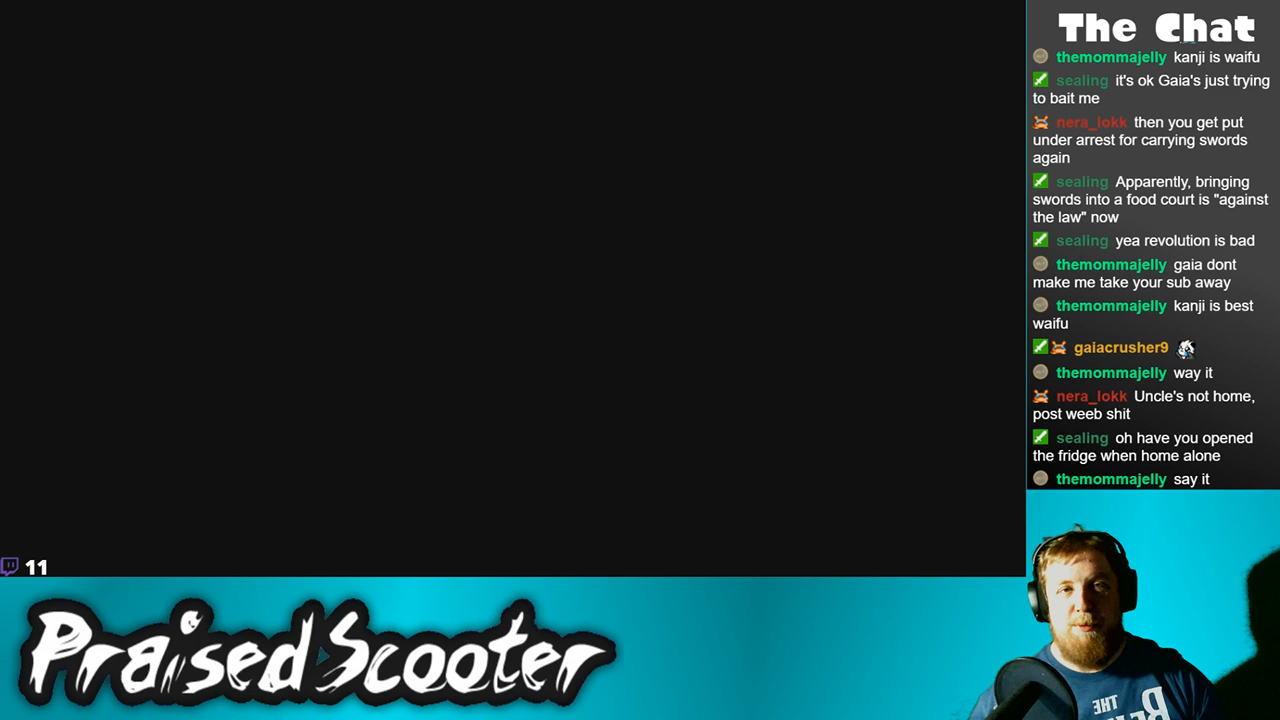 The Chat
themommajelly kanji is waifu
sealing it's ok Gaia's just trying
to bait me
nera_lokk then you get put
under arrest for carrying swords
again
sealing Apparently, bringing
swords into a food court is "against
the law" now
sealing yea revolution is bad
themommajelly gaia dont
make me take your sub away
themommajelly kanji is best
waifu
gaiacrusher9
themommajelly way it
nera_lokk Uncle's not home,
post weeb shit
sealing oh have you opened
the fridge when home alone
themommajelly say it
11
PraisedScooter
THE